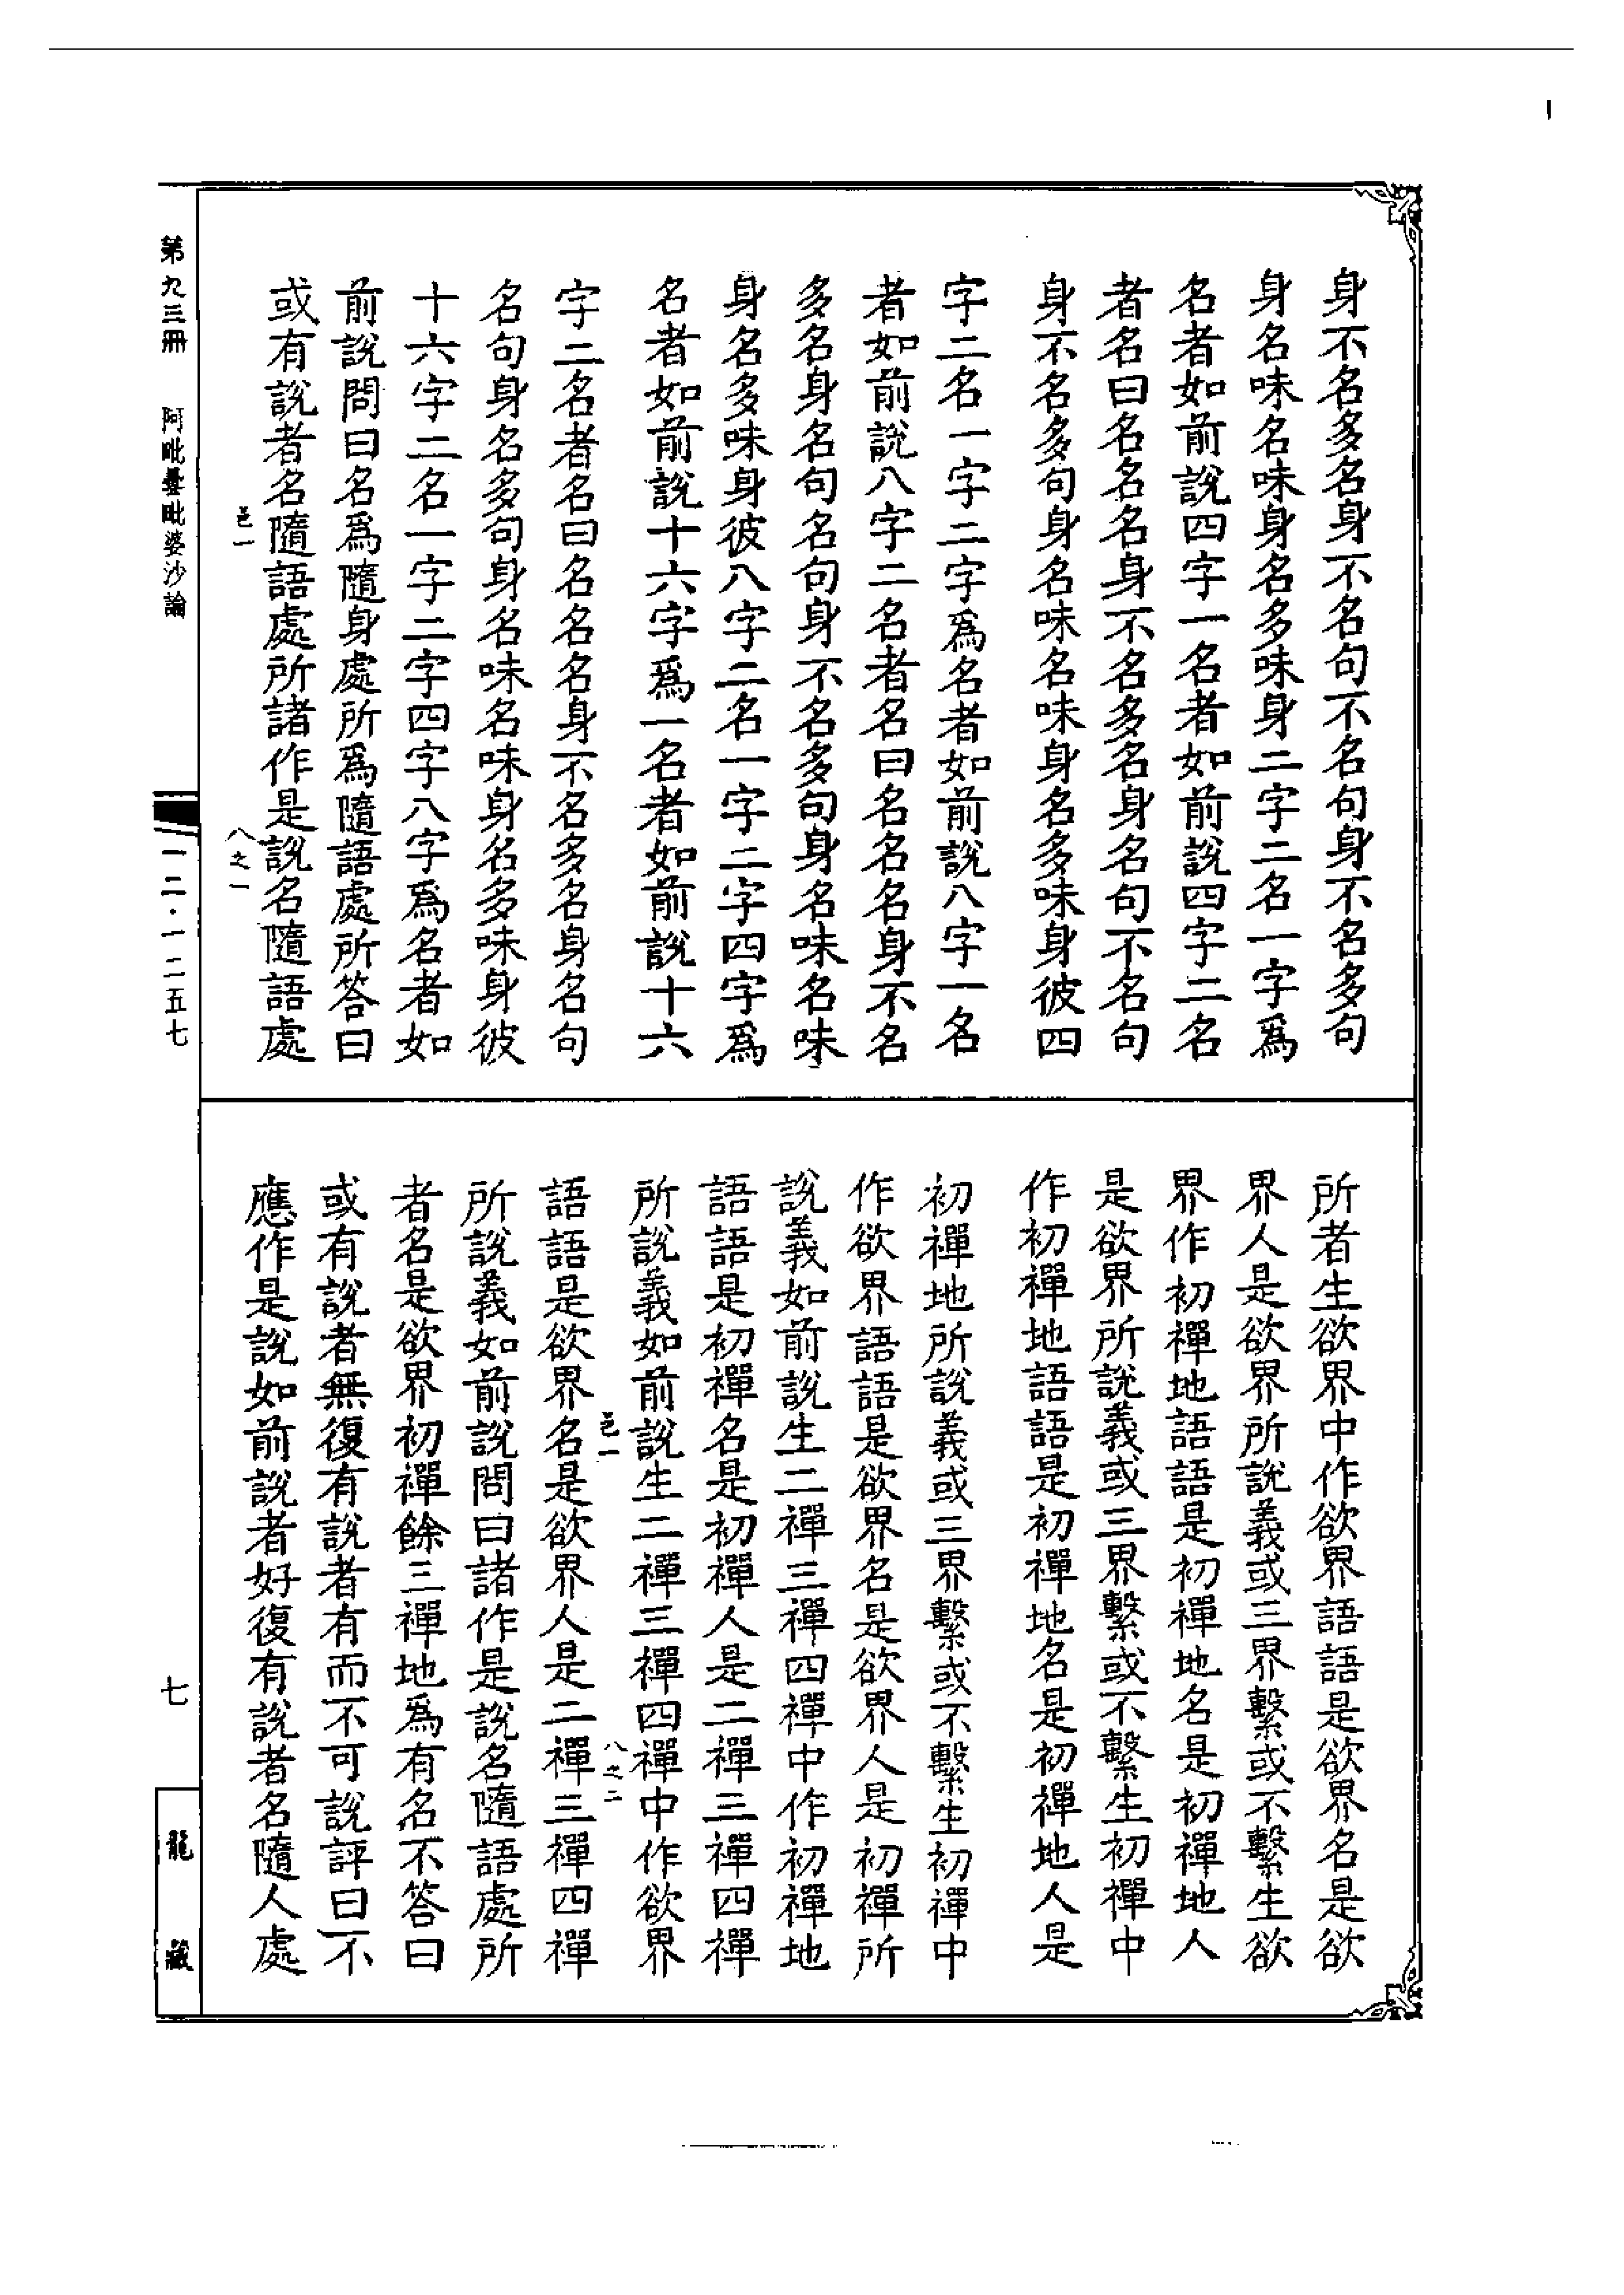 身不名多名身不名句不名句身不名多句
身名味名味身名多味身二字二名一字爲
名者如前說四字一名者如前說四字二名
者名曰名名名身不名多名身名句不名句
身不名多句身名味名味身名多味身彼四
字二名一字二字爲名者如前說八字一名
者如前說八字二名者名曰名名名身不名
多名身名句名句身不名多句身名味名味
身名多味身彼八字二名一字二字四字爲
名者如前說十六字爲一名者如前說十六
字二名者名曰名名名身不名多名身名句
名句身名多句身名味名味身名多味身彼
十六字二名一字二字四字八字爲名者如
前說問曰名爲隨身處所爲隨語處所答曰
或有說者名隨語處所諸作是說名隨語處
邑一
八之一
所者生欲界中作欲界語語是欲界名是欲
界人是欲界所說義或三界繫或不繫生欲
界作初禪地語語是初禪地名是初禪地人
是欲界所說義或三界繫或不繫生初禪中
作初禪地語語是初禪地名是初禪地人是
初禪地所說義或三界繫或不繫生初禪中
作欲界語語是欲界名是欲界人是初禪所
說義如前說生二禪三禪四禪中作初禪地
語語是初禪名是初禪人是二禪三禪四禪
所說義如前說生二禪三禪四禪中作欲界
邑一
八之二
語語是欲界名是欲界人是二禪三禪四禪
所說義如前說問曰諸作是說名隨語處所
者名是欲界初禪餘三禪地爲有名不答曰
或有說者無復有說者有而不可說評曰不
應作是說如前說者好復有說者名隨人處
第九三冊
阿毗曇毗婆沙論
一二·一二五七
七
龍藏